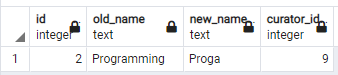 id integer old_name text new_name text curator_id integer
1 2 Programming Proga 9